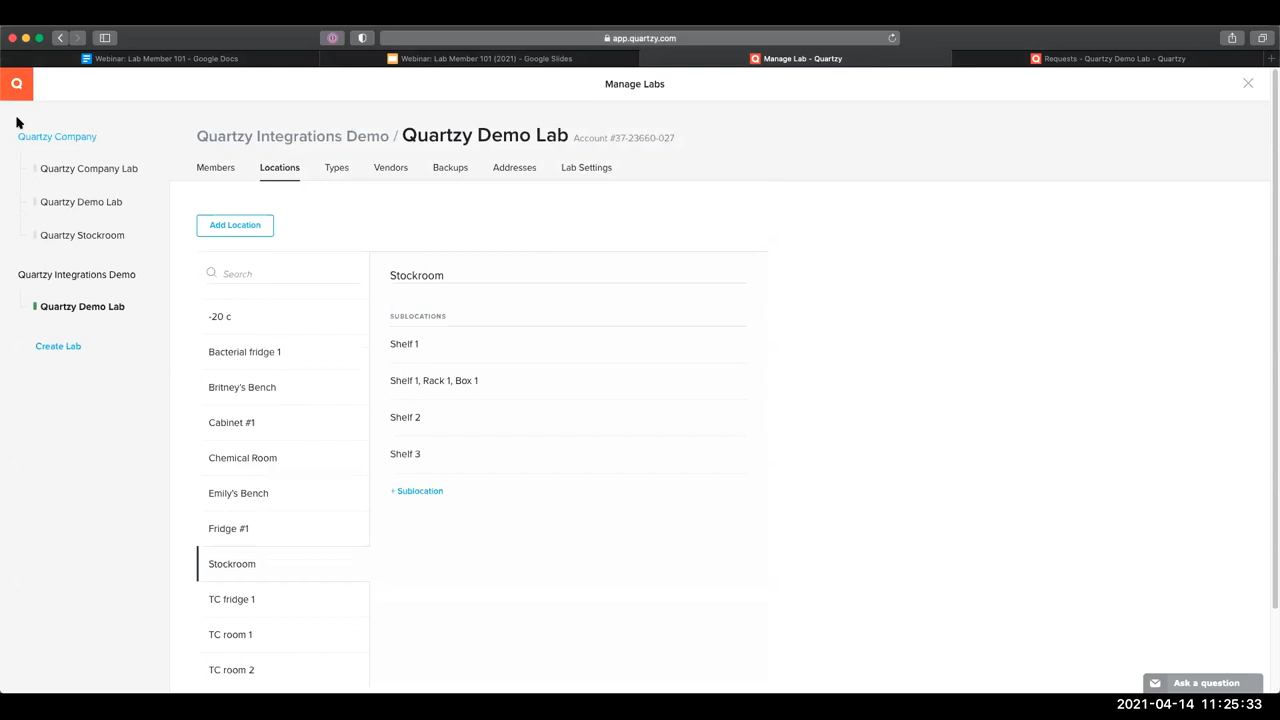 app.quartzy.com
Webinar: Lab Member 101 - Google Docs
Webinar: Lab Member 101 (2021) - Google Slides
Manage Lab - Quartzy
Requests - Quartzy Demo Lab - Quartzy
Q
Manage Labs
Quartzy Company
Quartzy Company Lab
Quartzy Demo Lab
Quartzy Stockroom
Quartzy Integrations Demo
Quartzy Demo Lab
Create Lab
Quartzy Integrations Demo / Quartzy Demo Lab Account #37-23660-027
Members Locations Types Vendors Backups Addresses Lab Settings
Add Location
Search
-20 c
Bacterial fridge 1
Britney's Bench
Cabinet #1
Chemical Room
Emily's Bench
Fridge #1
Stockroom
TC fridge 1
TC room 1
TC room 2
Stockroom
SUBLOCATIONS
Shelf 1
Shelf 1, Rack 1, Box 1
Shelf 2
Shelf 3
+ Sublocation
Ask a question
2021-04-14 11:25:33